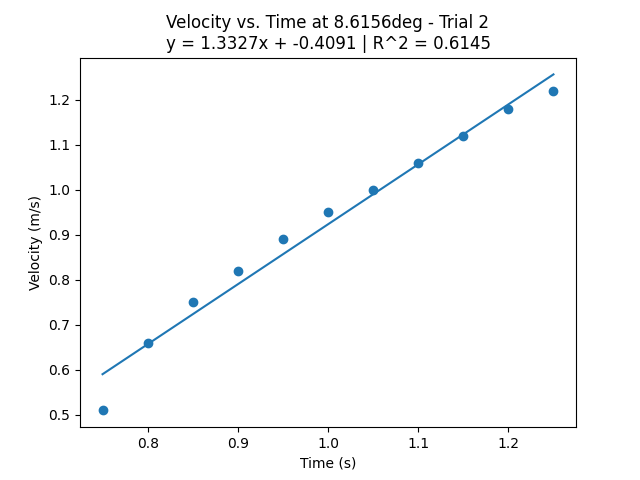 Velocity vs. Time at 8.6156deg - Trial 2
y = 1.3327x + -0.4091 | R^2 = 0.6145
Velocity (m/s)
1.2
1.1
1.0
0.9
0.8
0.7
0.6
0.5
0.8 0.9 1.0 1.1 1.2
Time (s)